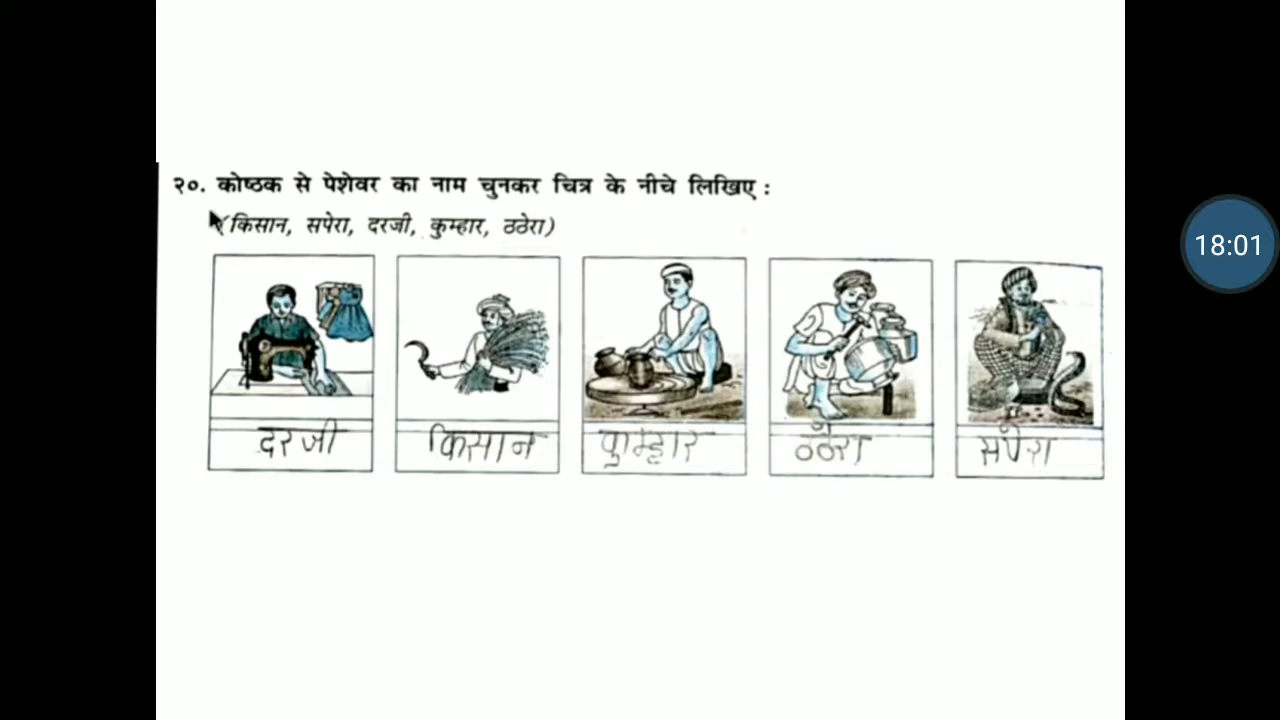 २०. कोष्ठक से पेशेवर का नाम चुनकर चित्र के नीचे लिखिए :
(किसान, सपेरा, दरजी, कुम्हार, ठठेरा)
दरजी किसान कुम्हार ठठेरा सपेरा
18:01